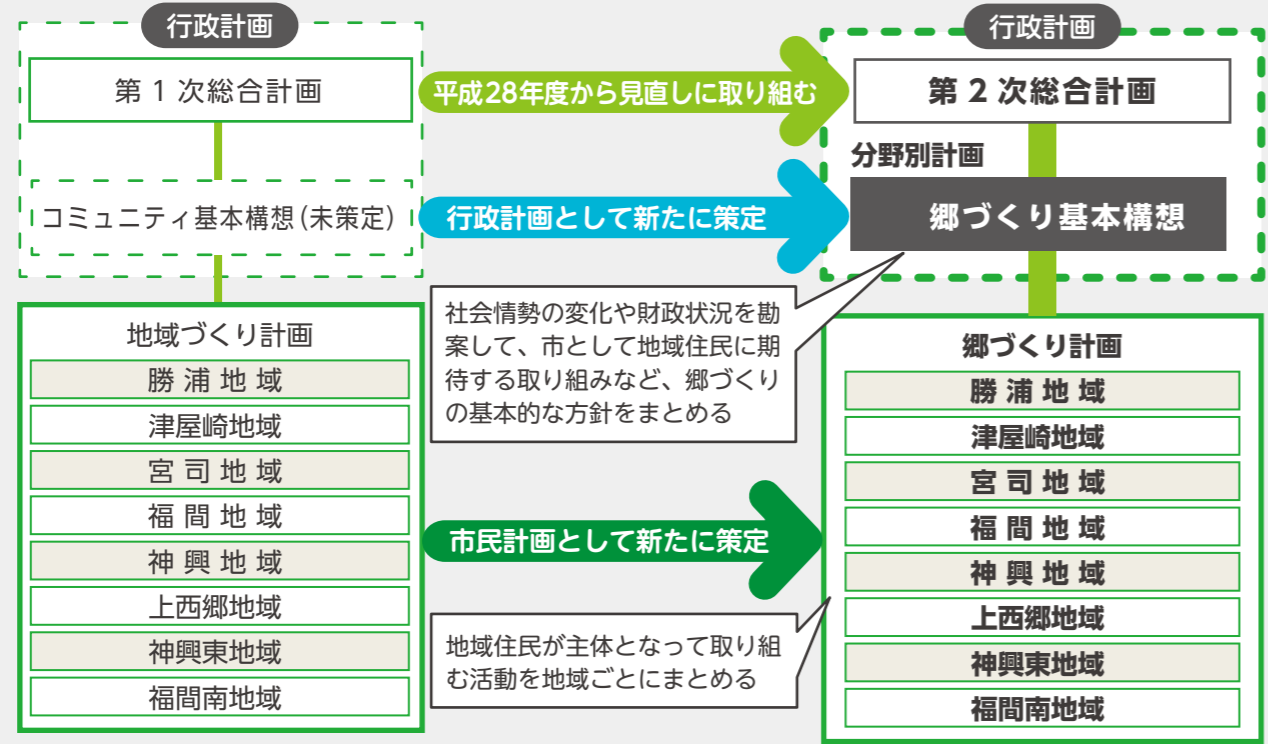 行政計画
第1次総合計画
コミュニティ基本構想(未策定)
地域づくり計画
勝浦地域
津屋崎地域
宮司地域
福間地域
神興地域
上西郷地域
神興東地域
福間南地域
平成28年度から見直しに取り組む
行政計画として新たに策定
社会情勢の変化や財政状況を勘
案して、市として地域住民に期
待する取り組みなど、郷づくり
の基本的な方針をまとめる
市民計画として新たに策定
地域住民が主体となって取り組
む活動を地域ごとにまとめる
行政計画
第2次総合計画
分野別計画
郷づくり基本構想
郷づくり計画
勝浦地域
津屋崎地域
宮司地域
福間地域
神興地域
上西郷地域
神興東地域
福間南地域